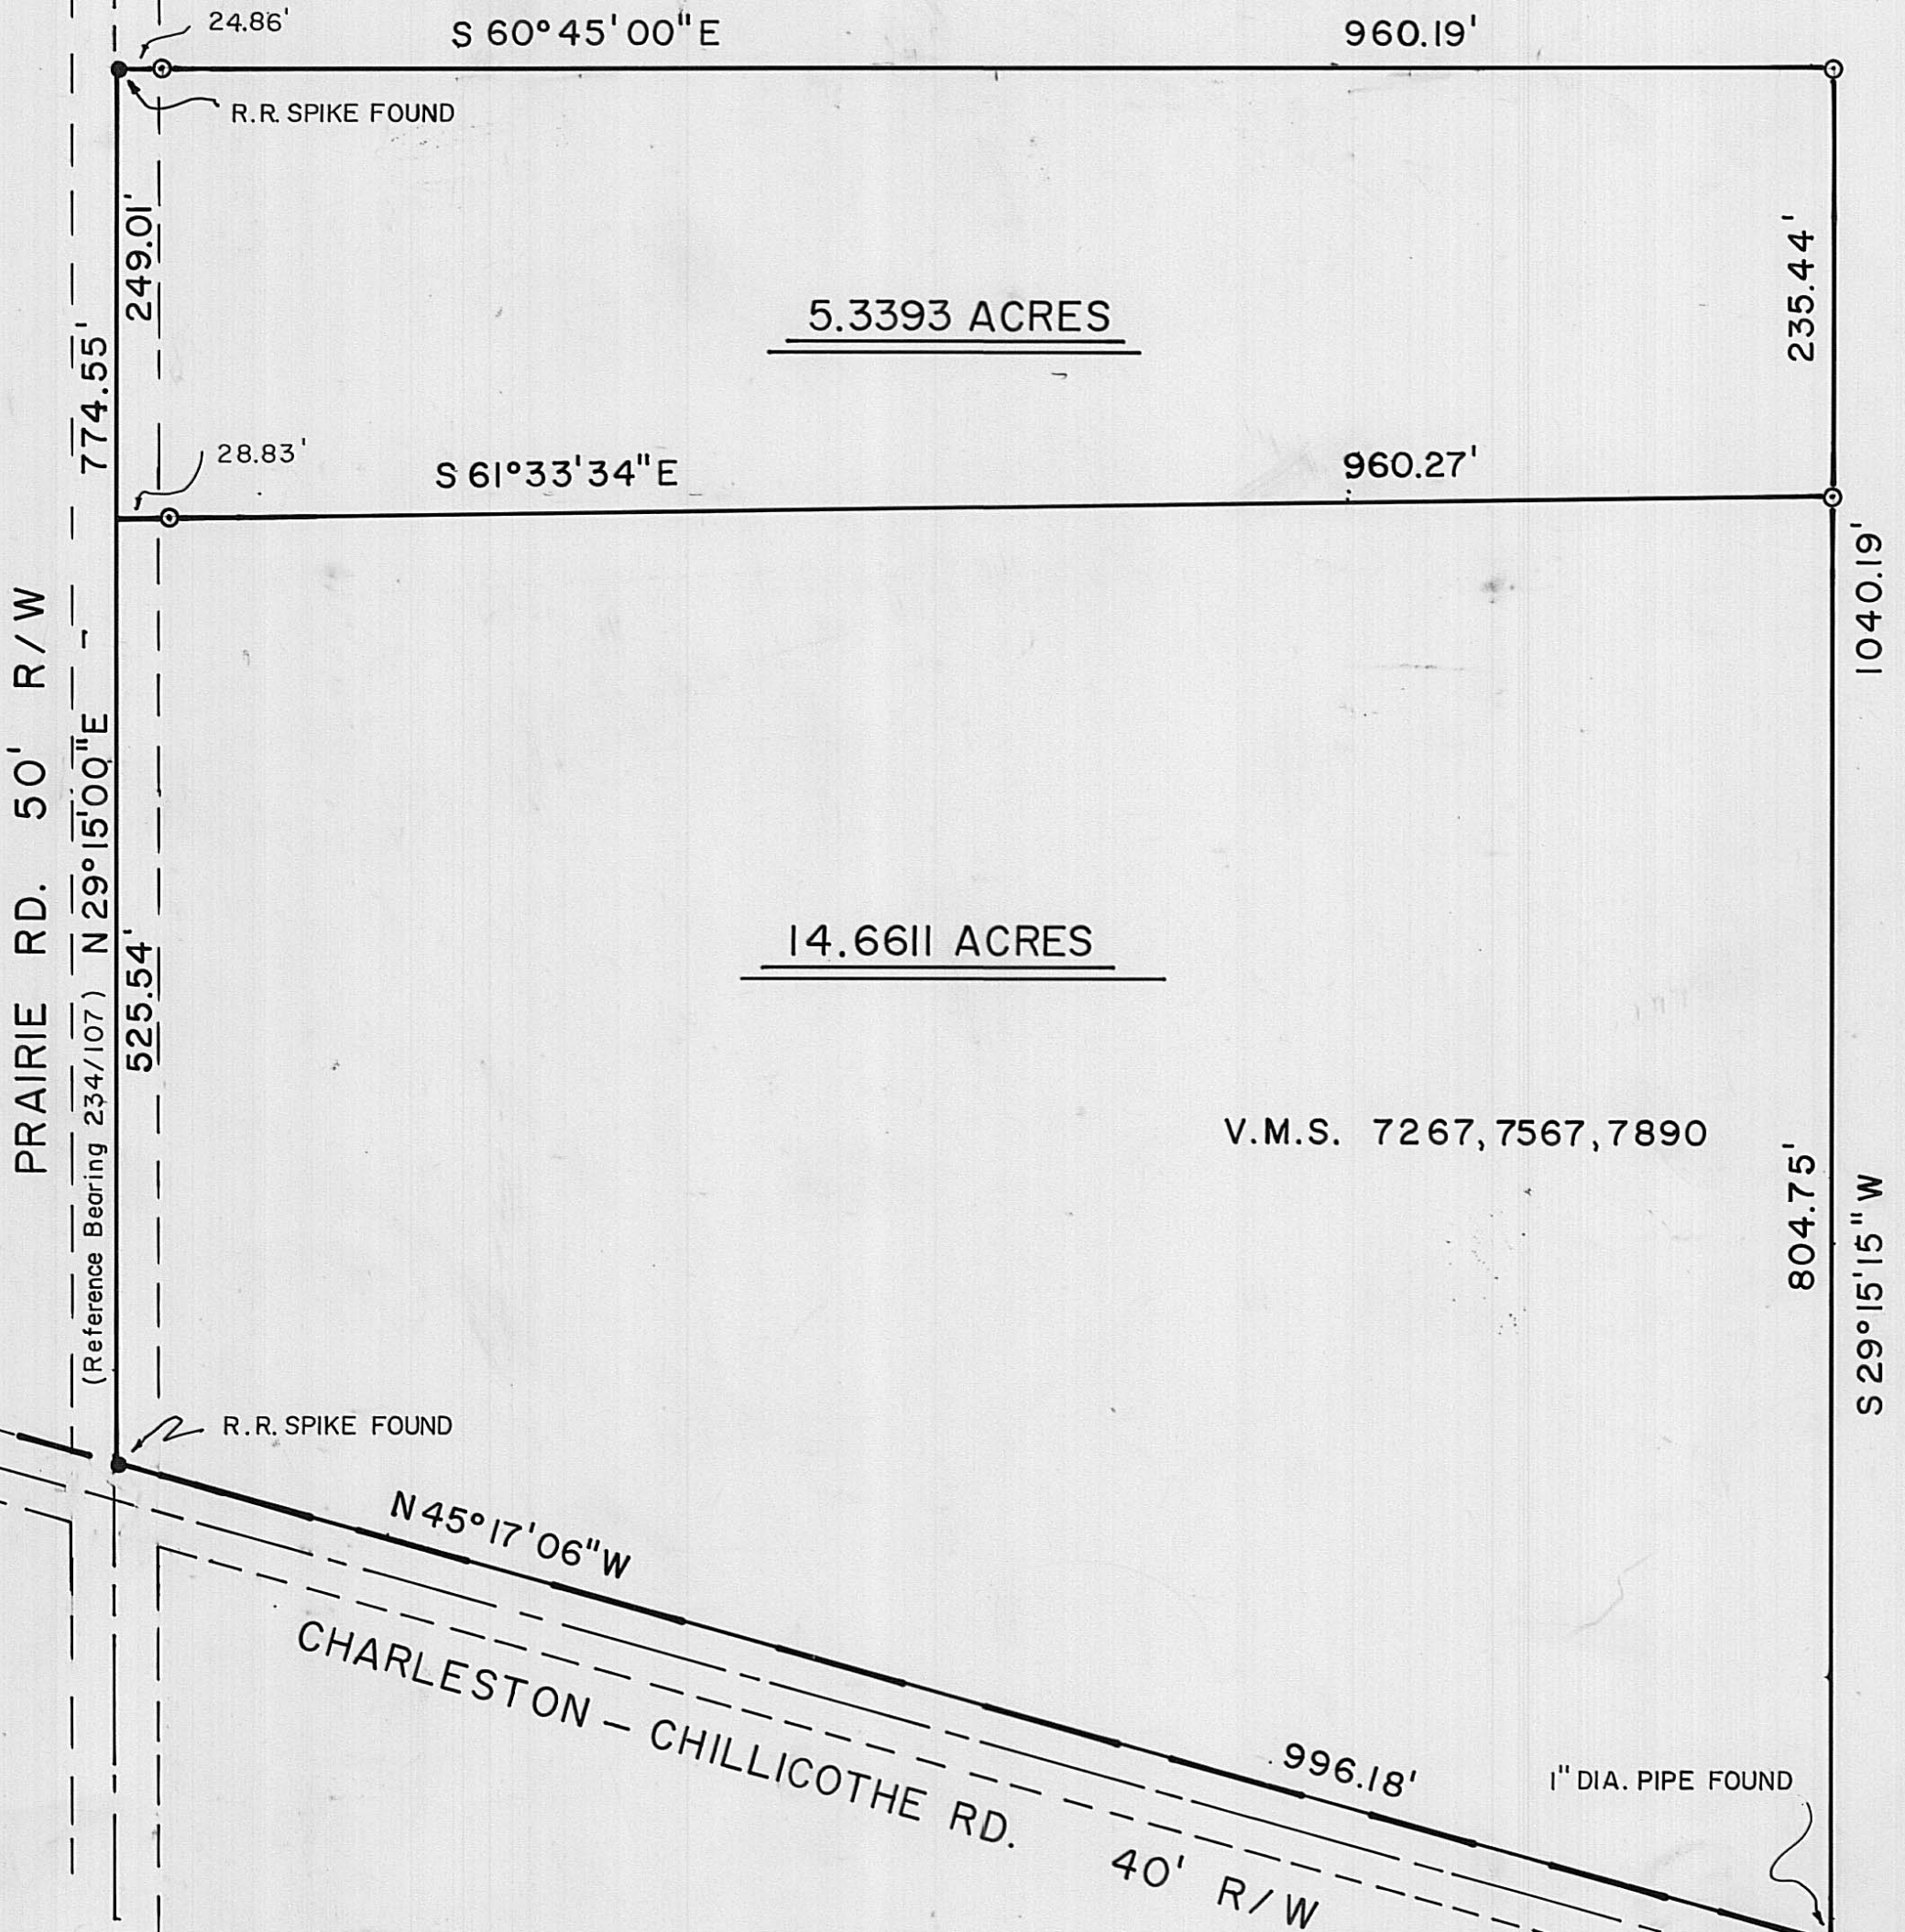 24.86'
S 60° 45' 00" E
960.19'
R.R. SPIKE FOUND
249.01'
774.55'
235.44'
5.3393 ACRES
28.83'
S 61° 33' 34" E
960.27'
1040.19'
PRAIRIE RD. 50' R/W
(Reference Bearing 234/107) N 29° 15' 00" E
525.54'
14.6611 ACRES
V.M.S. 7267, 7567, 7890
804.75'
S 29° 15' 15" W
R.R. SPIKE FOUND
N 45° 17' 06" W
996.18'
1" DIA. PIPE FOUND
CHARLESTON – CHILLICOTHE RD. 40' R/W